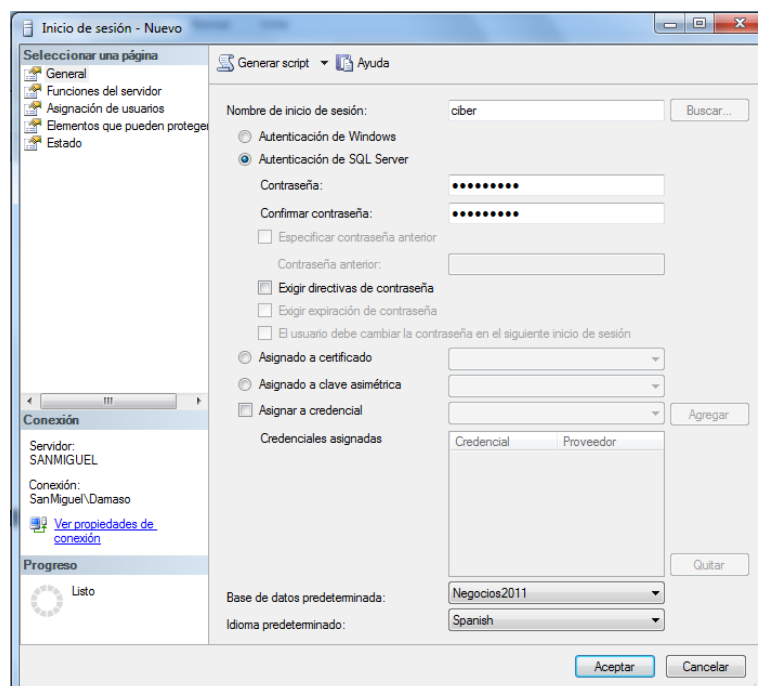 Inicio de sesión - Nuevo
Seleccionar una página
General
Funciones del servidor
Asignación de usuarios
Elementos que pueden proteger
Estado
Generar script
Ayuda
Nombre de inicio de sesión:
ciber
Buscar...
Autenticación de Windows
Autenticación de SQL Server
Contraseña:
●●●●●●●●●
Confirmar contraseña:
●●●●●●●●●
Especificar contraseña anterior
Contraseña anterior:
Exigir directivas de contraseña
Exigir expiración de contraseña
El usuario debe cambiar la contraseña en el siguiente inicio de sesión
Asignado a certificado
Asignado a clave asimétrica
Asignar a credencial
Agregar
Credenciales asignadas
Credencial Proveedor
Quitar
Base de datos predeterminada:
Negocios2011
Idioma predeterminado:
Spanish
Conexión
Servidor:
SANMIGUEL
Conexión:
SanMiguel\Damaso
Ver propiedades de
conexión
Progreso
Listo
Aceptar
Cancelar